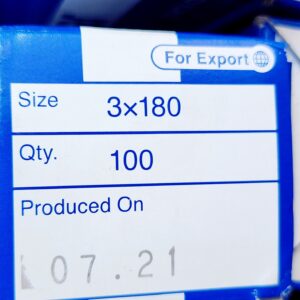 For Export
Size 3×180
Qty. 100
Produced On
07.21